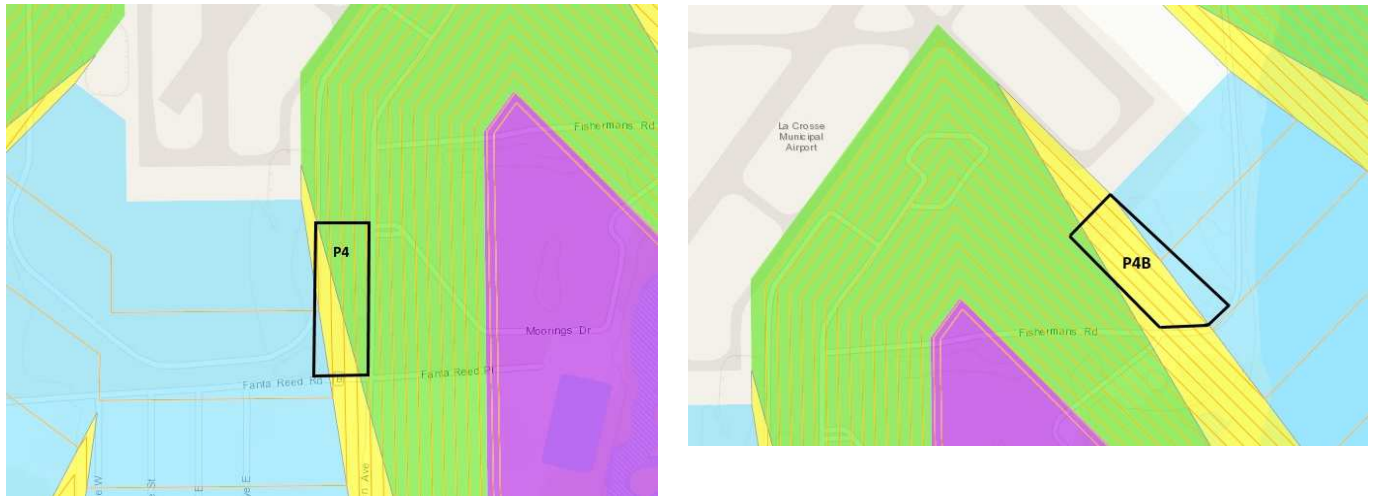 Fishermans Rd
P4
Moorings Dr
Fanta Reed Rd
Fanta Reed Pl
La Crosse
Municipal
Airport
P4B
Fishermans Rd